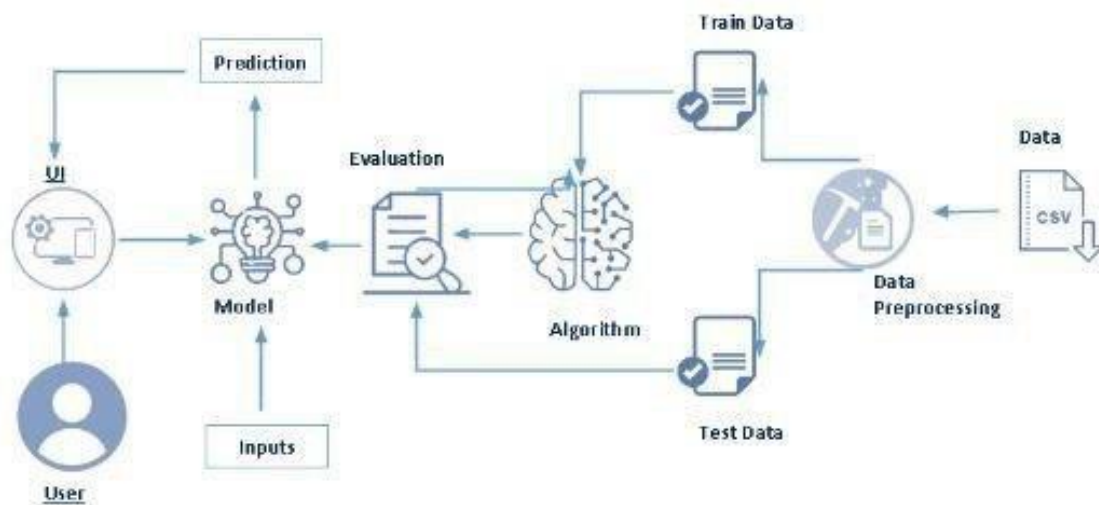 Train Data
Prediction
Data
Evaluation
UI
CSV
Model
Data
Preprocessing
Algorithm
Inputs
Test Data
User